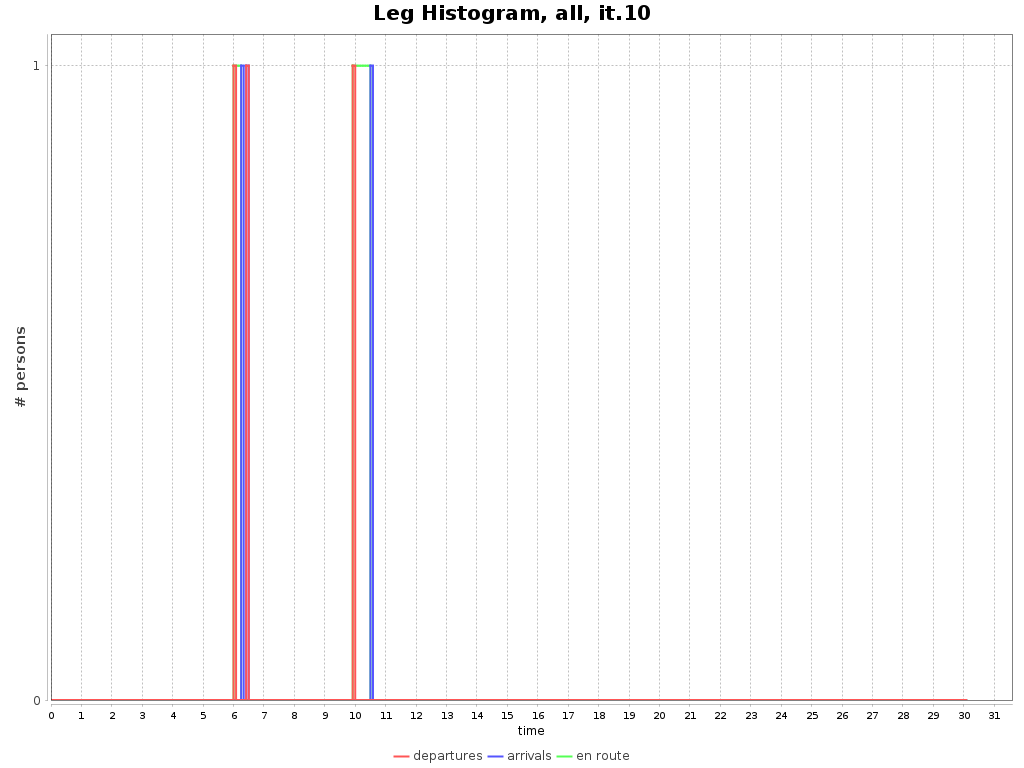 Leg Histogram, all, it.10
# persons
1
0
0 1 2 3 4 5 6 7 8 9 10 11 12 13 14 15 16 17 18 19 20 21 22 23 24 25 26 27 28 29 30 31
time
departures arrivals en route